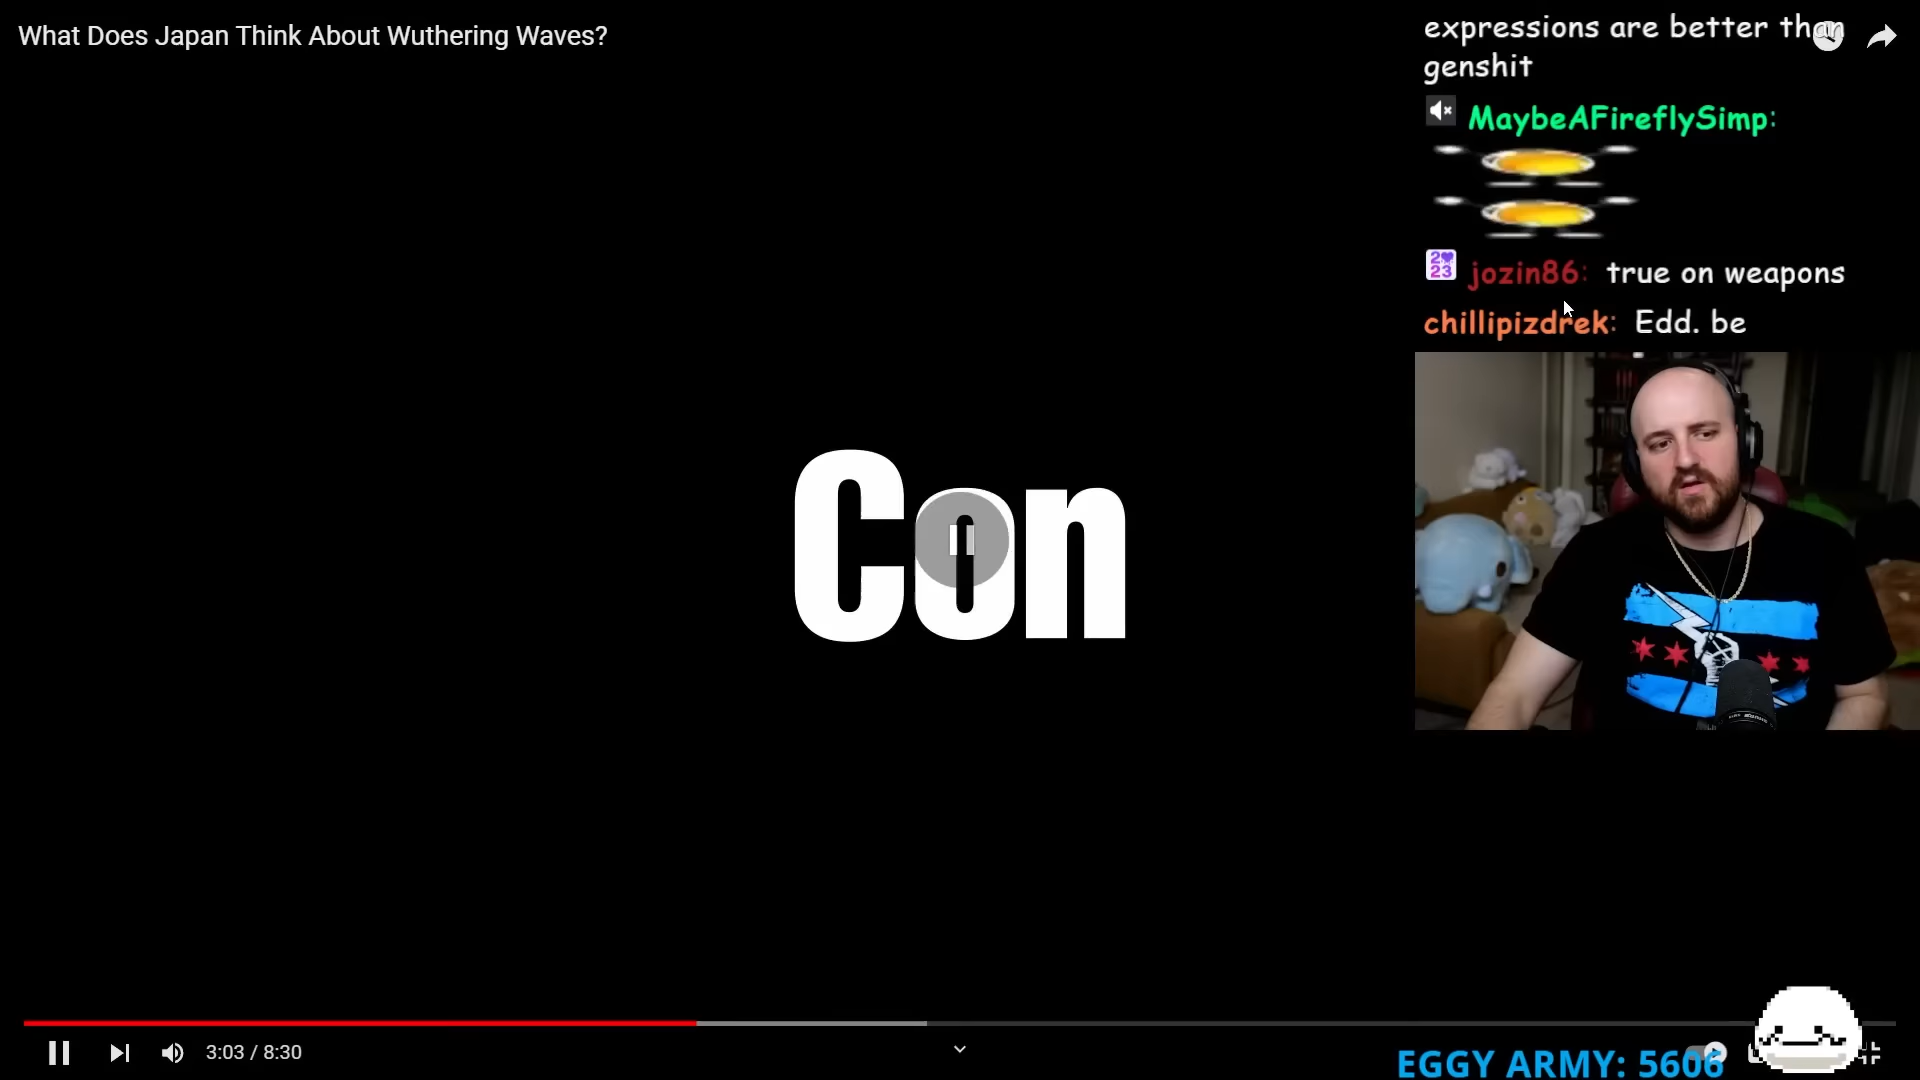 What Does Japan Think About Wuthering Waves?
expressions are better than
genshit
MaybeAFireflySimp:
2023
jozin86: true on weapons
chillipizdrek: Edd. be
Con
3:03 / 8:30
EGGY ARMY: 5606